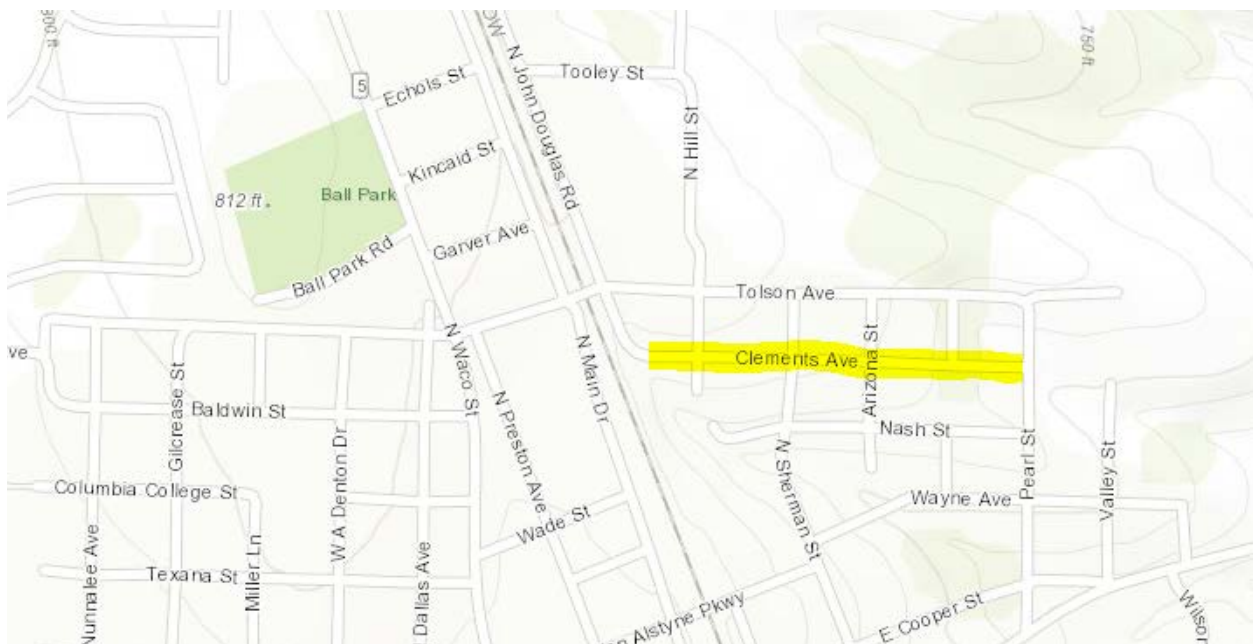 800 ft
OW
N John Douglas Rd
Tooley St
750 ft
Echols St
5
N Hill St
Kincaid St
Ball Park
812 ft
Garver Ave
Ball Park Rd
Tolson Ave
ve
N Waco St
N Main Dr
Clements Ave
Arizona St
Gilcrease St
Baldwin St
N Preston Ave
Nash St
W A Denton Dr
N Sherman St
Pearl St
Valley St
Columbia College St
Wayne Ave
Wade St
Nunnalee Ave
Miller Ln
Texana St
Dallas Ave
n Alstyne Pkwy
E Cooper St
Wilson